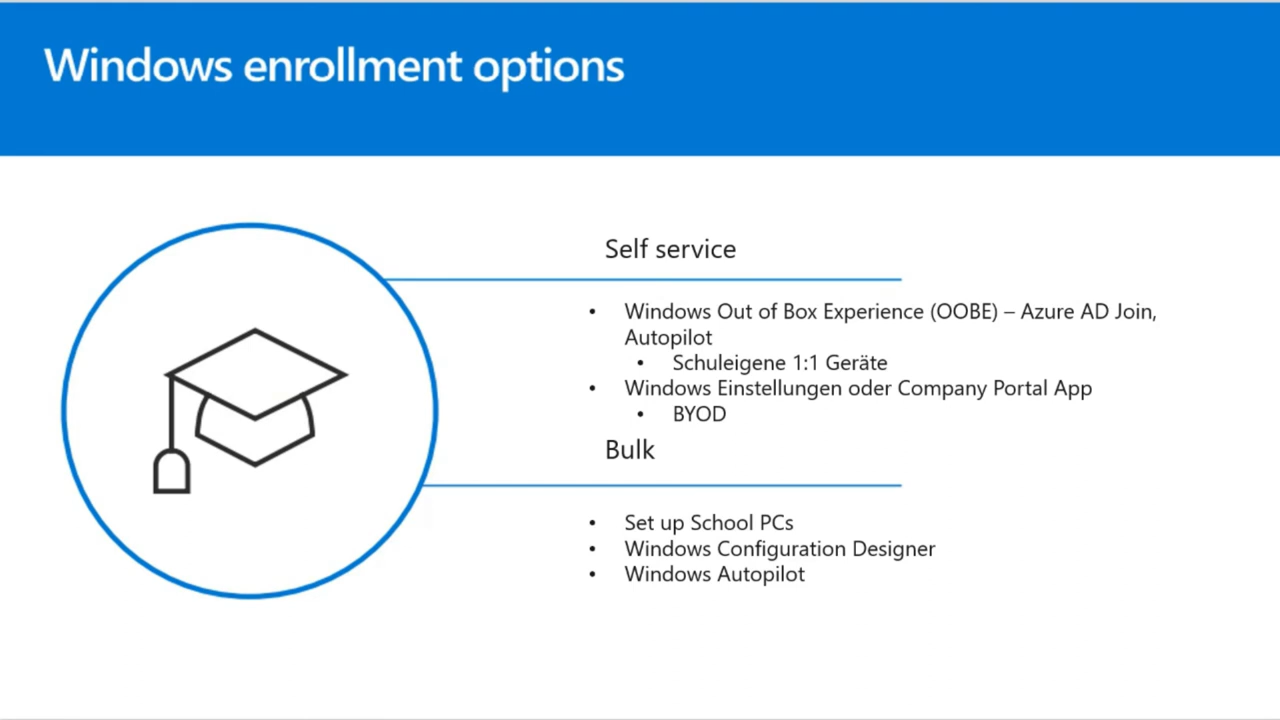 Windows enrollment options
Self service
• Windows Out of Box Experience (OOBE) – Azure AD Join,
Autopilot
• Schuleigene 1:1 Geräte
• Windows Einstellungen oder Company Portal App
• BYOD
Bulk
• Set up School PCs
• Windows Configuration Designer
• Windows Autopilot